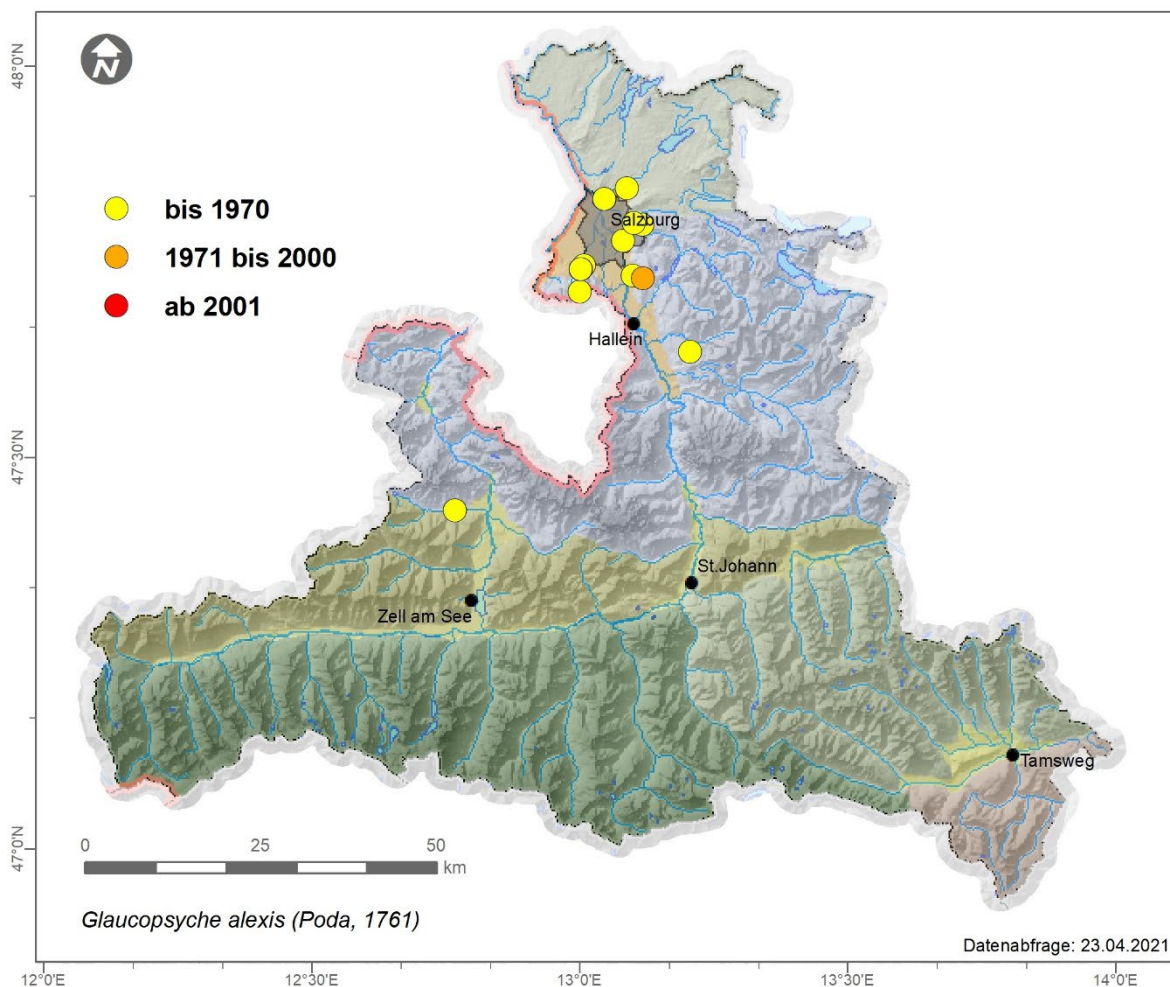 N
48°0'N
bis 1970
1971 bis 2000
ab 2001
Salzburg
Hallein
47°30'N
St.Johann
Zell am See
Tamsweg
47°0'N
0 25 50
km
Glaucopsyche alexis (Poda, 1761)
Datenabfrage: 23.04.2021
12°0'E 12°30'E 13°0'E 13°30'E 14°0'E